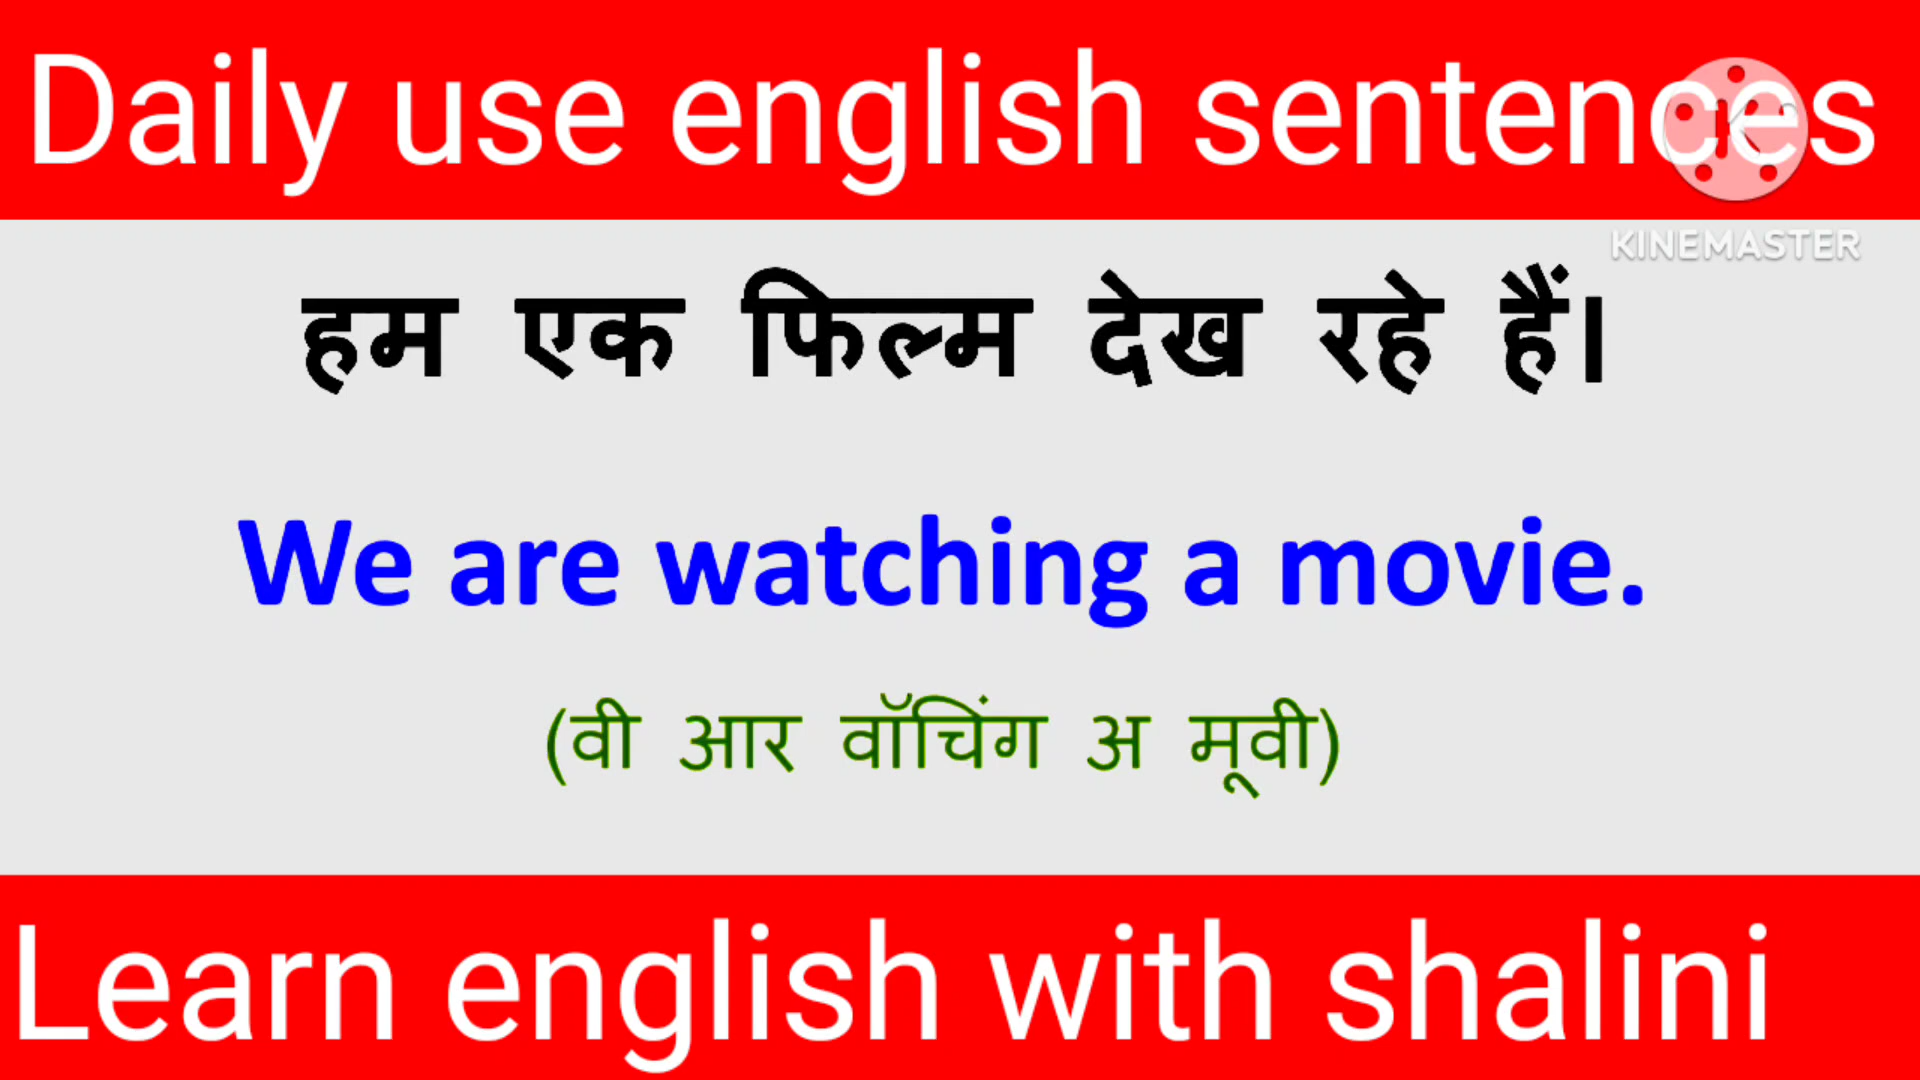 Daily use english sentences
KINEMASTER
हम एक फिल्म देख रहे हैं।
We are watching a movie.
(वी आर वॉचिंग अ मूवी)
Learn english with shalini